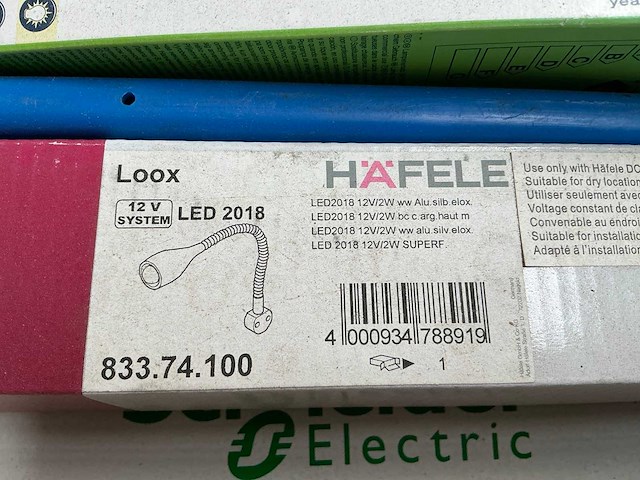 Loox
HÄFELE
12 V
SYSTEM
LED 2018
LED2018 12V/2W ww Alu.silb.elox.
LED2018 12V/2W bc c.arg.haut m
LED2018 12V/2W ww alu.silv.elox.
LED 2018 12V/2W SUPERF.
Use only with Häfele DC
Suitable for dry location
Utiliser seulement avec
Voltage constant de cla
Convenable au endroi
Suitable for installatio
Adapté à l'installation
4 000934 788919
833.74.100
1
Electric